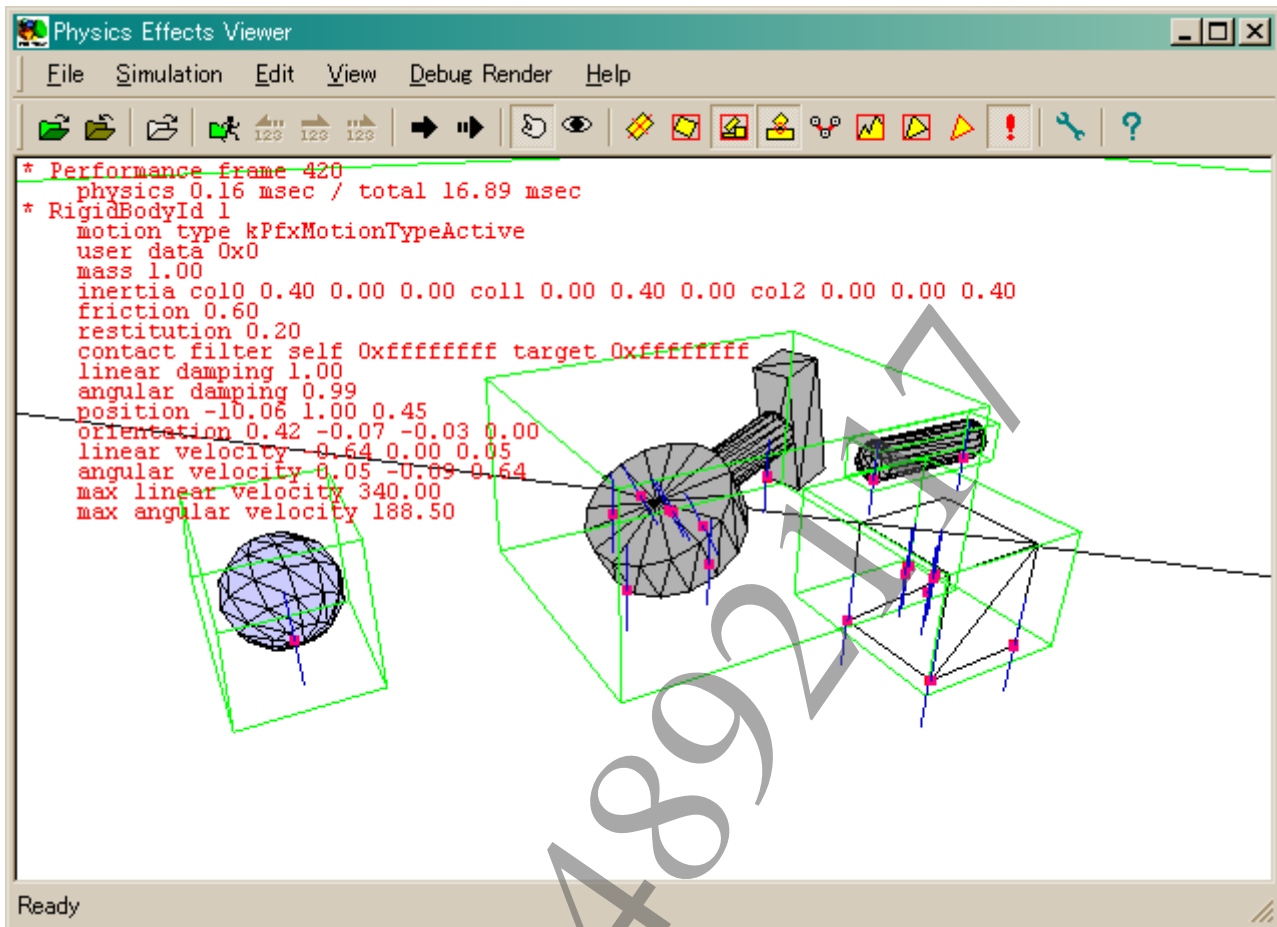 Physics Effects Viewer
File Simulation Edit View Debug Render Help
123 123 123
* Performance frame 420
physics 0.16 msec / total 16.89 msec
* RigidBodyId 1
motion type kPfxMotionTypeActive
user data 0x0
mass 1.00
inertia col0 0.40 0.00 0.00 col1 0.00 0.40 0.00 col2 0.00 0.00 0.40
friction 0.60
restitution 0.20
contact filter self 0xffffffff target 0xffffffff
linear damping 1.00
angular damping 0.99
position -10.06 1.00 0.45
orientation 0.42 -0.07 -0.03 0.00
linear velocity -0.64 0.00 0.05
angular velocity 0.05 -0.09 0.64
max linear velocity 340.00
max angular velocity 188.50
Ready